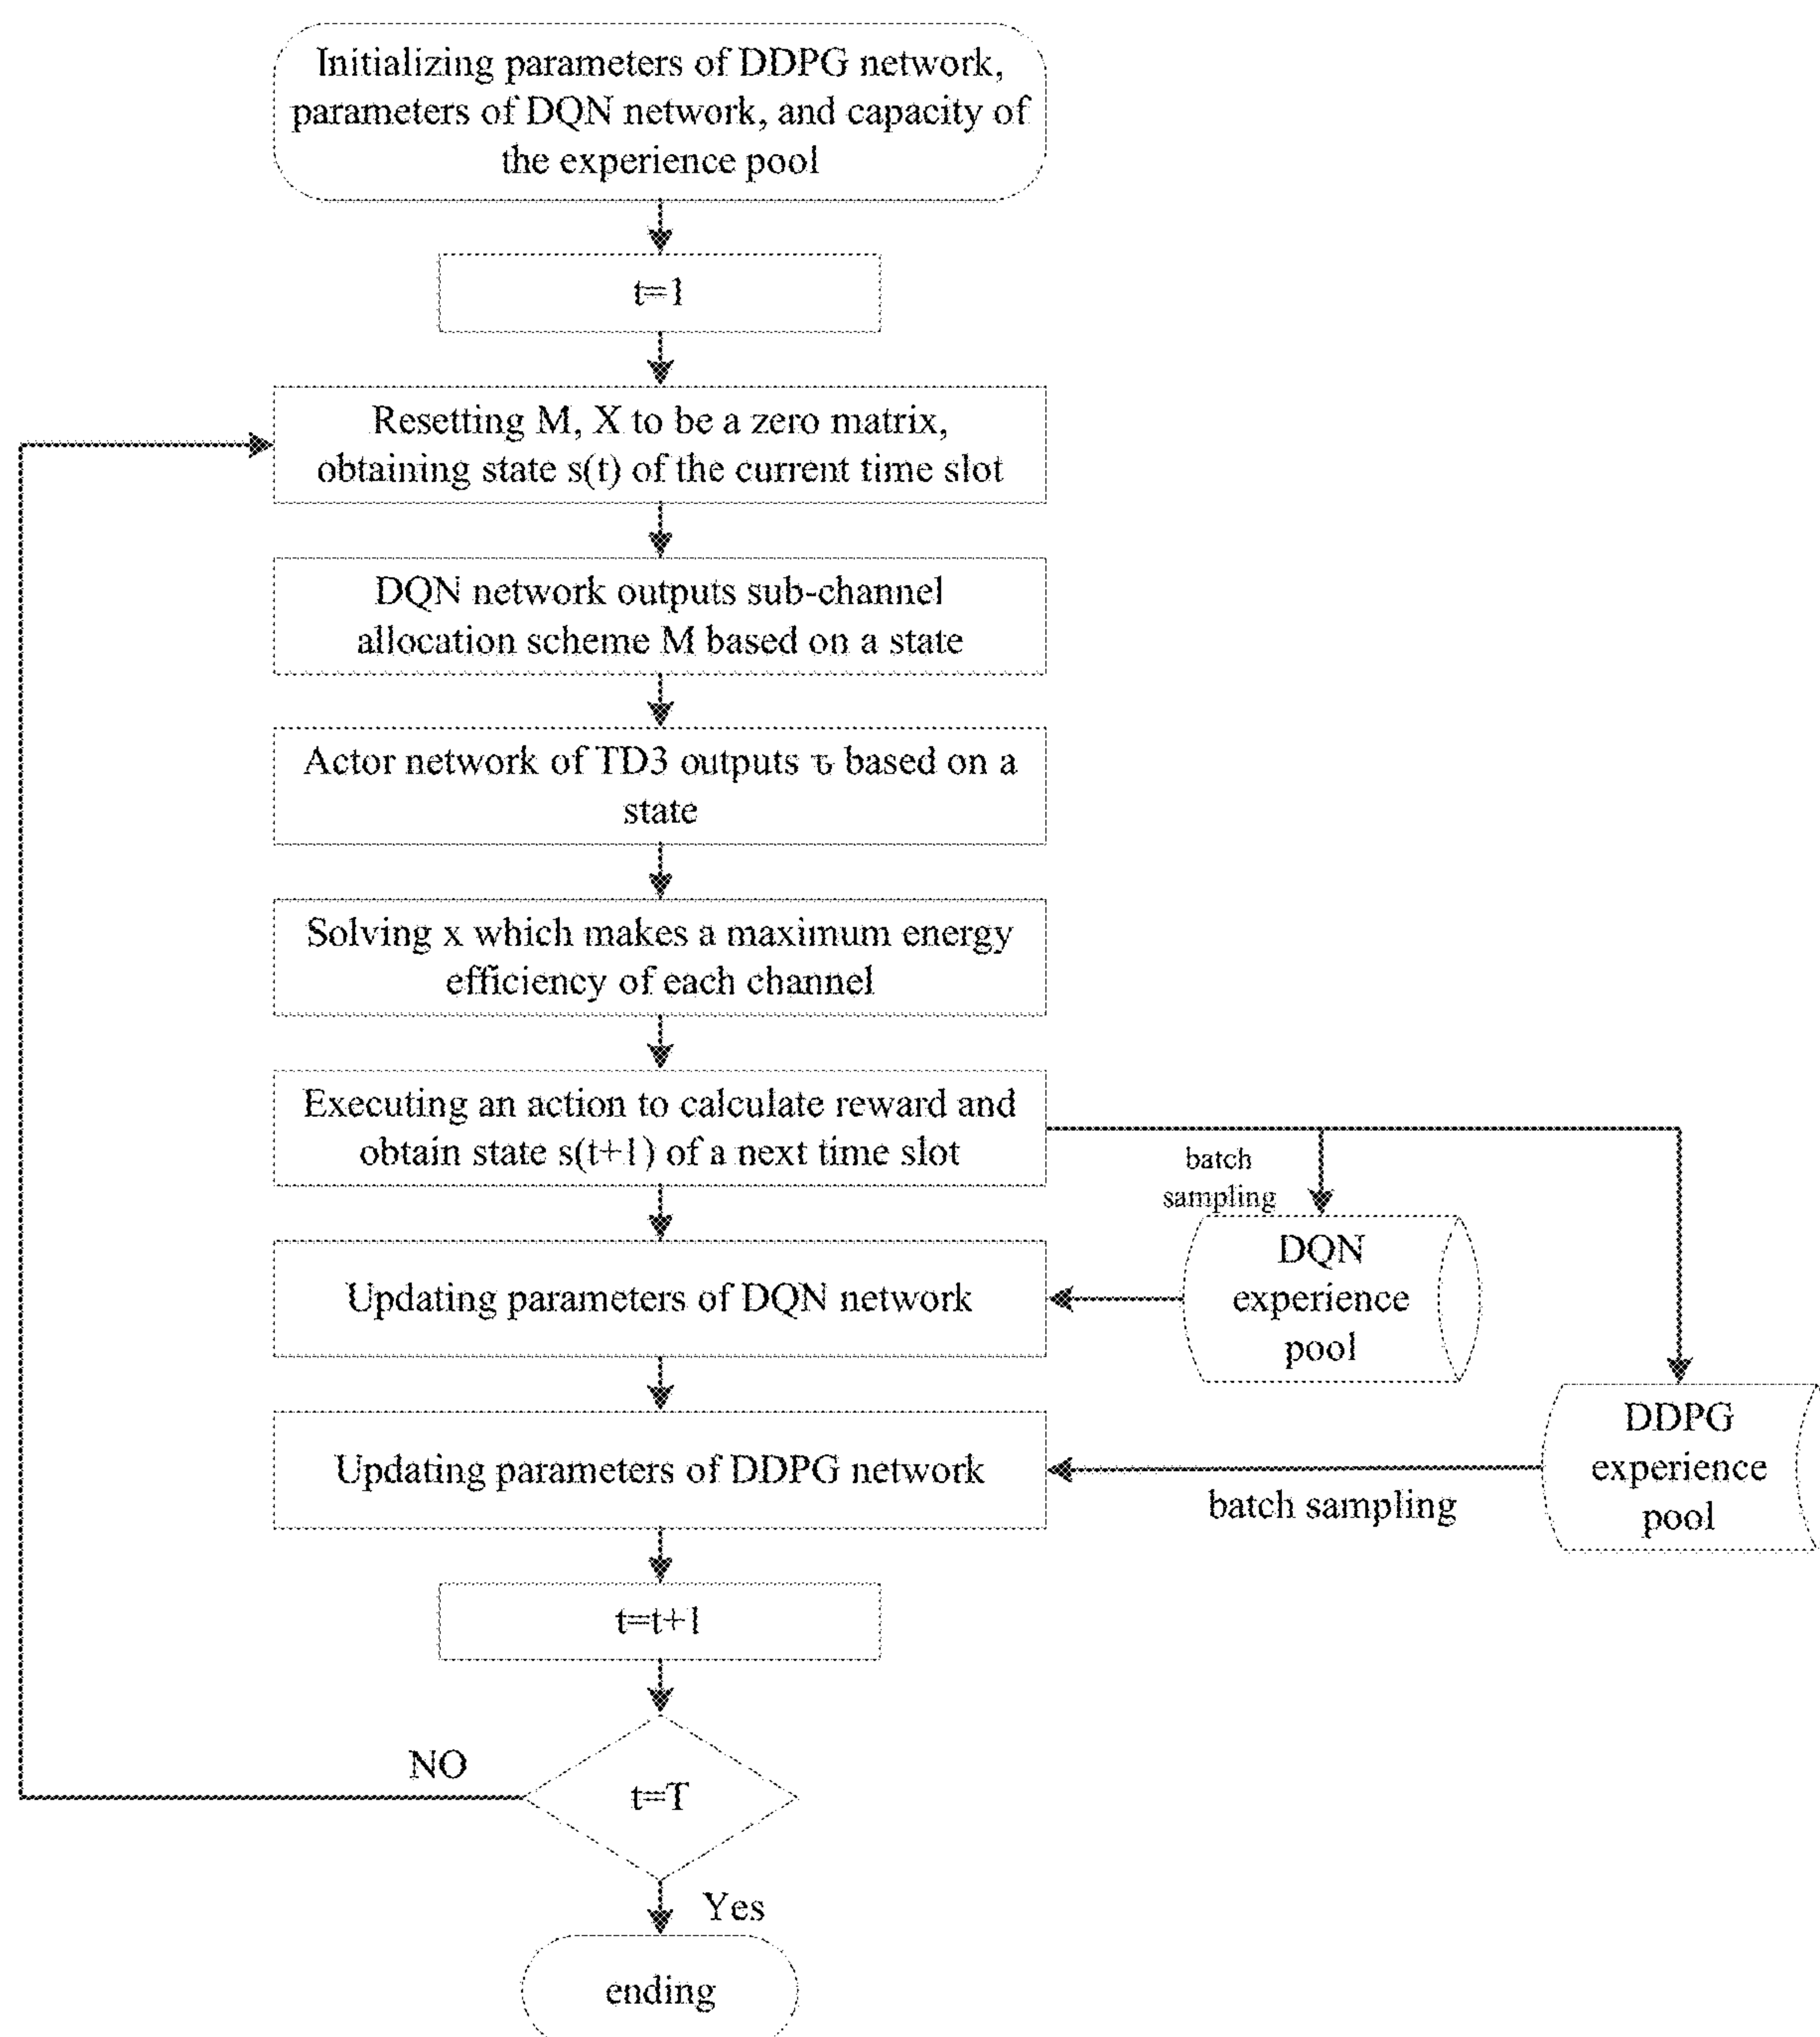 Initializing parameters of DDPG network,
parameters of DQN network, and capacity of
the experience pool
t=1
Resetting M, X to be a zero matrix,
obtaining state s(t) of the current time slot
DQN network outputs sub-channel
allocation scheme M based on a state
Actor network of TD3 outputs τ₀ based on a
state
Solving x which makes a maximum energy
efficiency of each channel
Executing an action to calculate reward and
obtain state s(t+1) of a next time slot
batch
sampling
DQN
experience
pool
Updating parameters of DQN network
DDPG
experience
pool
Updating parameters of DDPG network
batch sampling
t=t+1
NO
t=T
Yes
ending